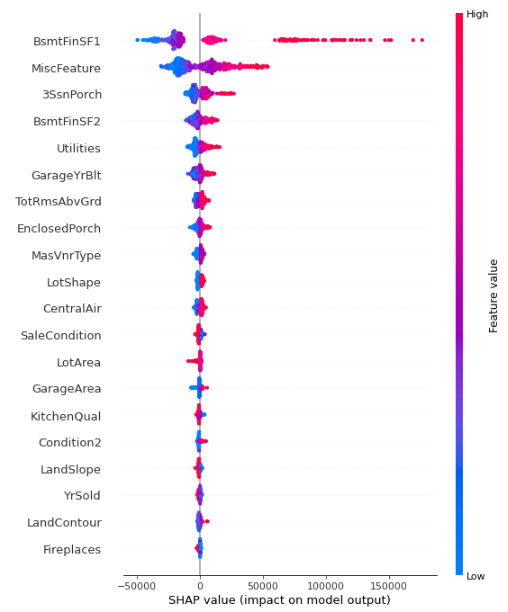 High
BsmtFinSF1
MiscFeature
3SsnPorch
BsmtFinSF2
Utilities
GarageYrBlt
TotRmsAbvGrd
EnclosedPorch
MasVnrType
LotShape
CentralAir
SaleCondition
LotArea
GarageArea
KitchenQual
Condition2
LandSlope
YrSold
LandContour
Fireplaces
Feature value
Low
−50000 0 50000 100000 150000
SHAP value (impact on model output)